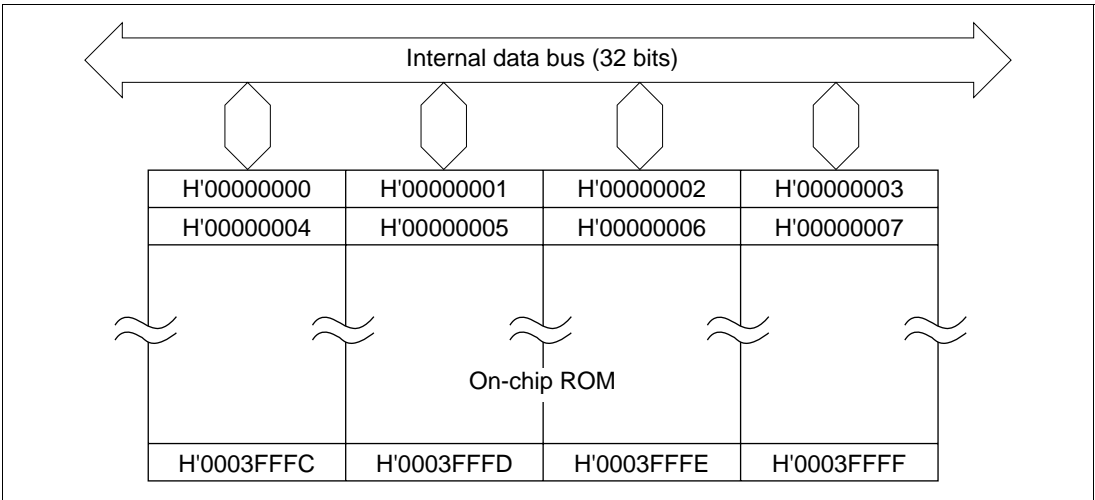 Internal data bus (32 bits)
H'00000000 H'00000001 H'00000002 H'00000003
H'00000004 H'00000005 H'00000006 H'00000007
On-chip ROM
H'0003FFFC H'0003FFFD H'0003FFFE H'0003FFFF